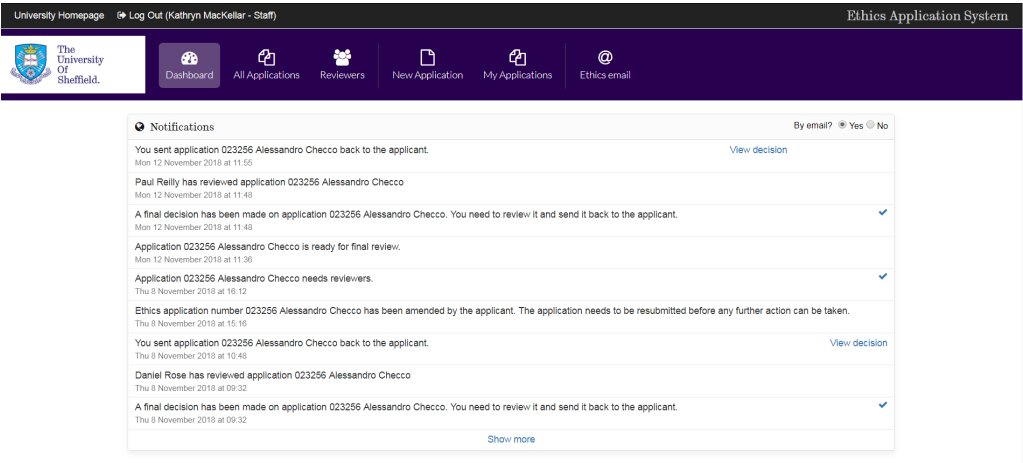 University Homepage Log Out (Kathryn MacKellar - Staff) Ethics Application System
The
University
Of
Sheffield.
Dashboard All Applications Reviewers New Application My Applications Ethics email
Notifications By email? Yes No
You sent application 023256 Alessandro Checco back to the applicant. View decision
Mon 12 November 2018 at 11:55
Paul Reilly has reviewed application 023256 Alessandro Checco
Mon 12 November 2018 at 11:48
A final decision has been made on application 023256 Alessandro Checco. You need to review it and send it back to the applicant.
Mon 12 November 2018 at 11:48
Application 023256 Alessandro Checco is ready for final review.
Mon 12 November 2018 at 11:36
Application 023256 Alessandro Checco needs reviewers.
Thu 8 November 2018 at 16:12
Ethics application number 023256 Alessandro Checco has been amended by the applicant. The application needs to be resubmitted before any further action can be taken.
Thu 8 November 2018 at 15:16
You sent application 023256 Alessandro Checco back to the applicant. View decision
Thu 8 November 2018 at 10:48
Daniel Rose has reviewed application 023256 Alessandro Checco
Thu 8 November 2018 at 09:32
A final decision has been made on application 023256 Alessandro Checco. You need to review it and send it back to the applicant.
Thu 8 November 2018 at 09:32
Show more